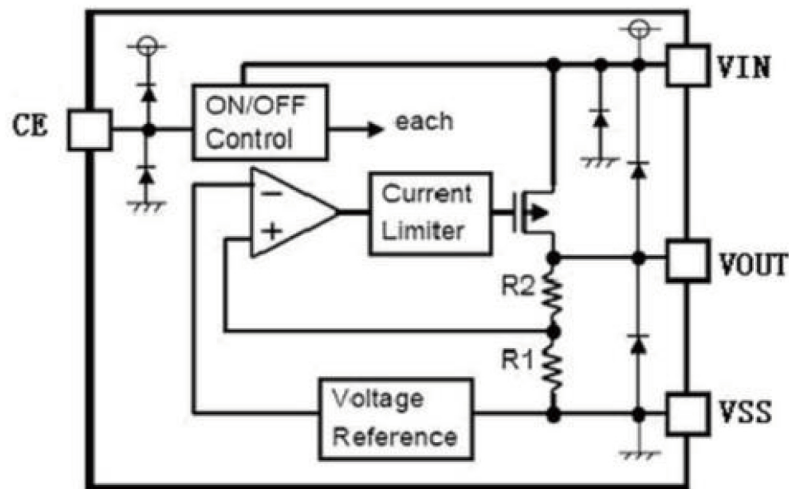 VIN
CE
ON/OFF
Control
each
−
+
Current
Limiter
VOUT
R2
R1
Voltage
Reference
VSS